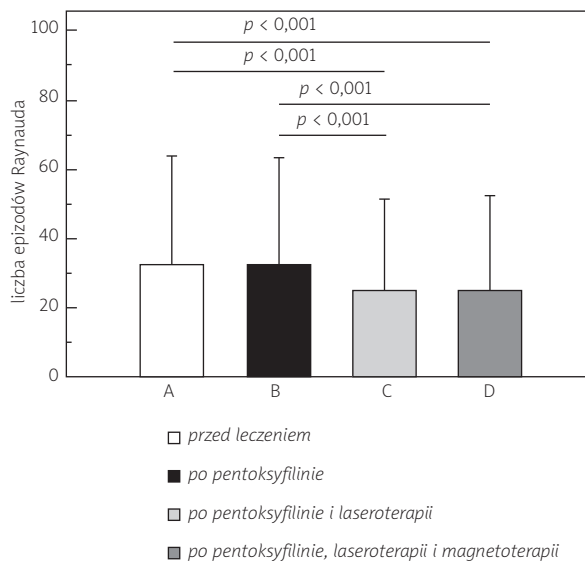 liczba epizodów Raynauda
100
80
60
40
20
0
p < 0,001
p < 0,001
p < 0,001
p < 0,001
A B C D
przed leczeniem
po pentoksyfilinie
po pentoksyfilinie i laseroterapii
po pentoksyfilinie, laseroterapii i magnetoterapii